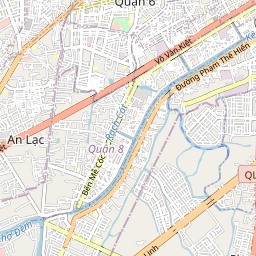 Quận 6
Võ Văn Kiệt
Đường Phạm Thế Hiển
Rạch Cát
An Lạc
Quận 8
Bến Mễ Cốc
QL
Linh